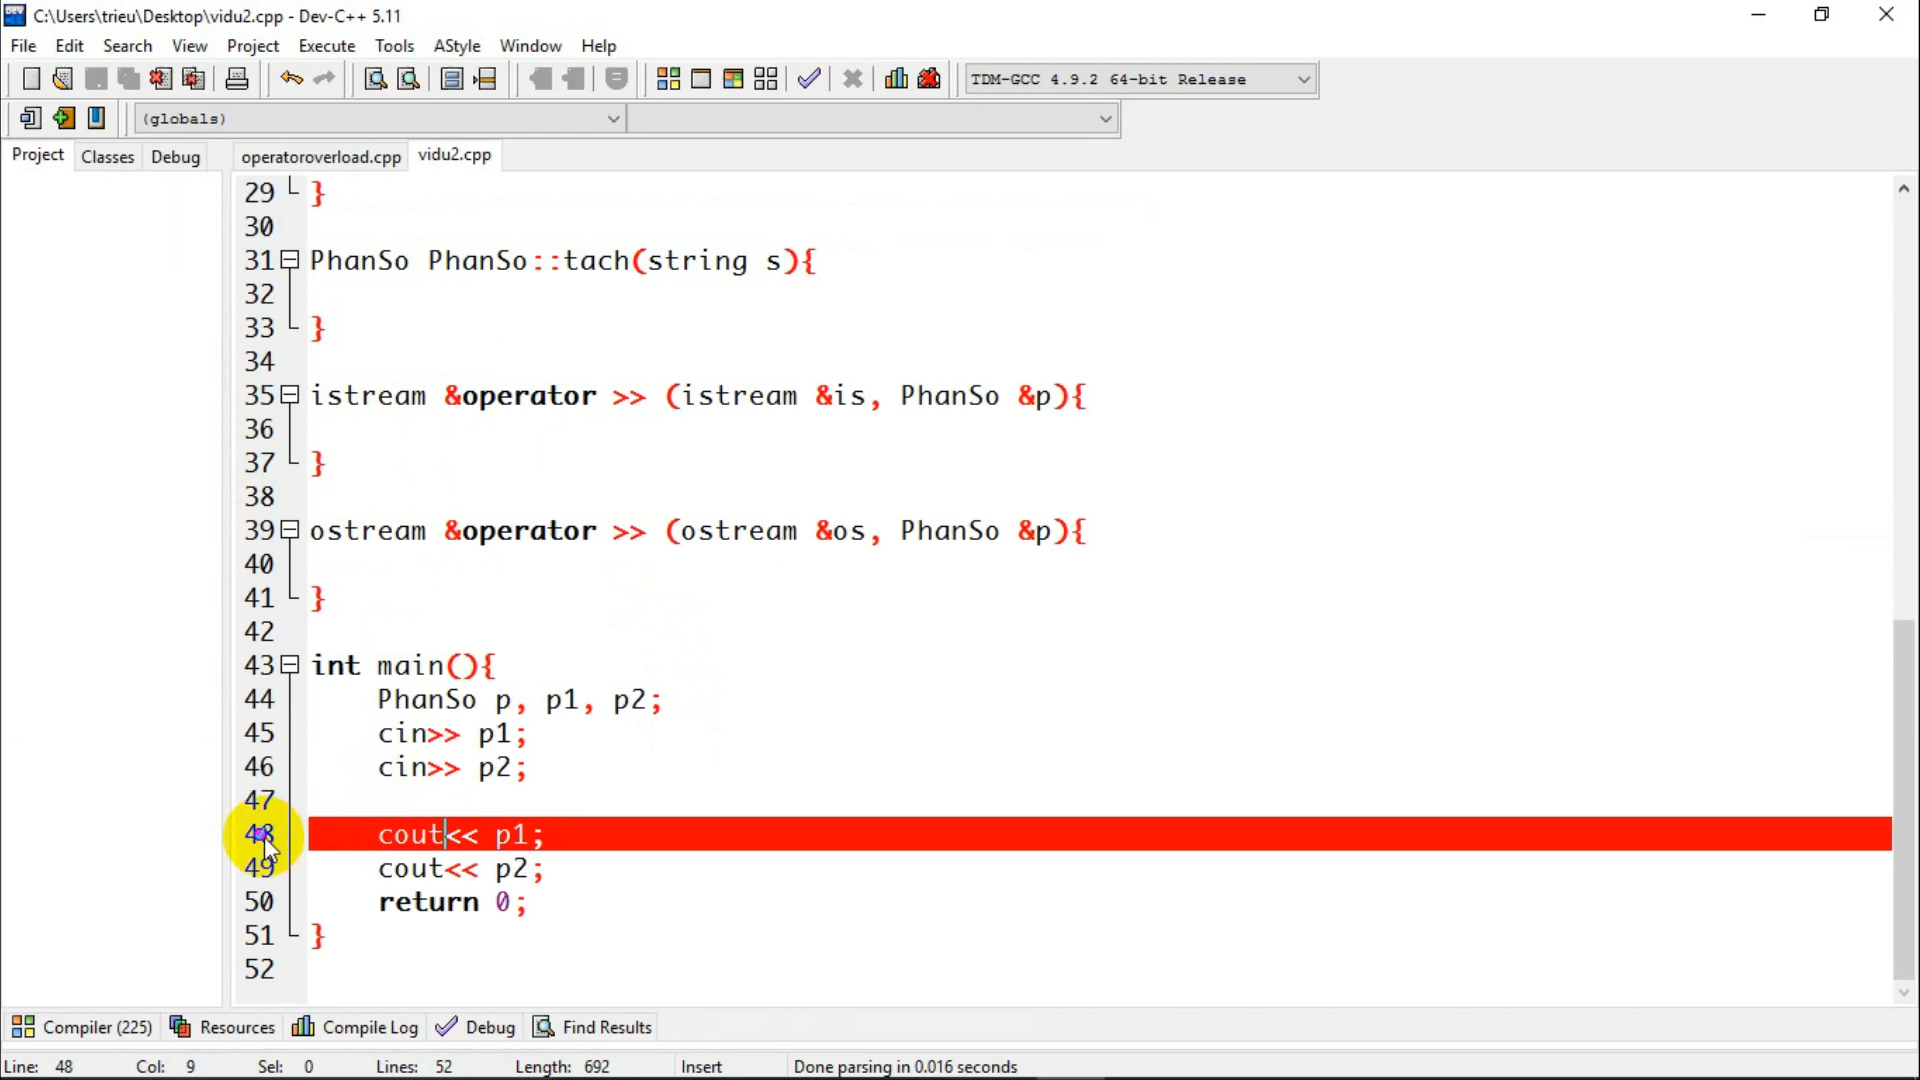 C:\Users\trieu\Desktop\vidu2.cpp - Dev-C++ 5.11
File Edit Search View Project Execute Tools AStyle Window Help
TDM-GCC 4.9.2 64-bit Release
(globals)
Project Classes Debug operatoroverload.cpp vidu2.cpp
29 }
30
31 PhanSo PhanSo::tach(string s){
32
33 }
34
35 istream &operator >> (istream &is, PhanSo &p){
36
37 }
38
39 ostream &operator >> (ostream &os, PhanSo &p){
40
41 }
42
43 int main(){
44 PhanSo p, p1, p2;
45 cin>> p1;
46 cin>> p2;
47
48 cout<< p1;
49 cout<< p2;
50 return 0;
51 }
52
Compiler (225) Resources Compile Log Debug Find Results
Line: 48 Col: 9 Sel: 0 Lines: 52 Length: 692 Insert Done parsing in 0.016 seconds